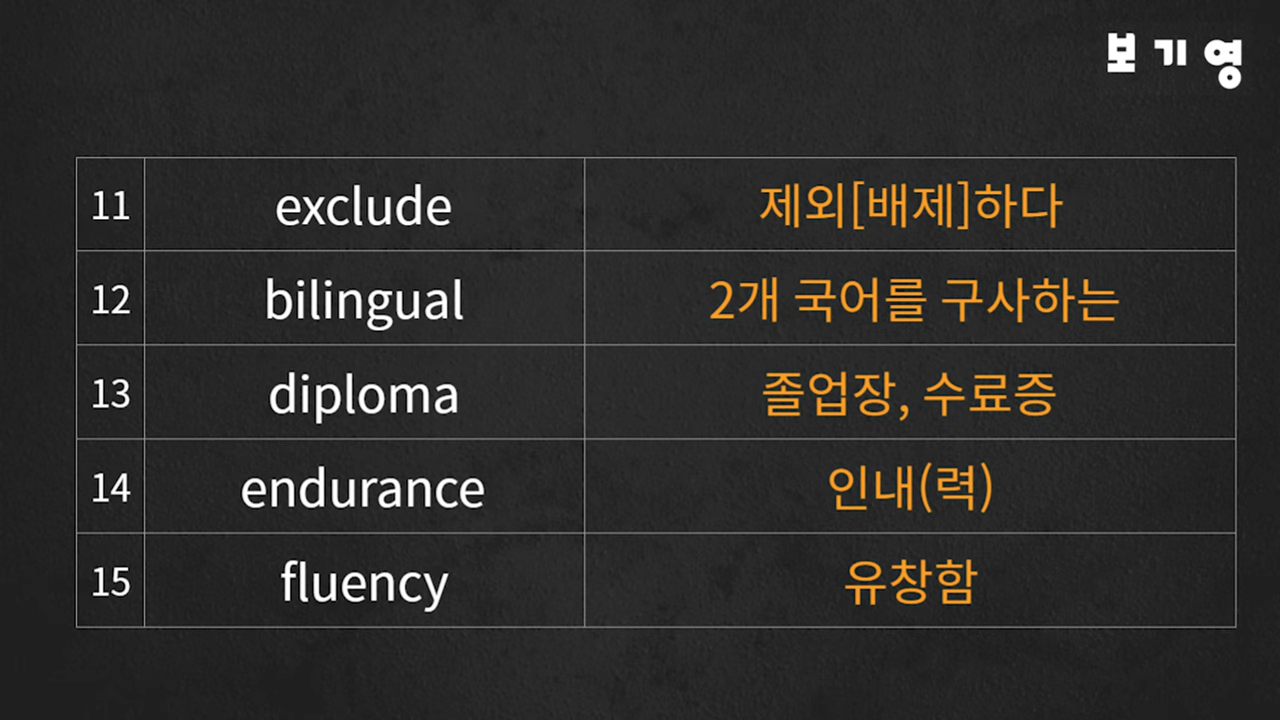 보기영
11 exclude 제외[배제]하다
12 bilingual 2개 국어를 구사하는
13 diploma 졸업장, 수료증
14 endurance 인내(력)
15 fluency 유창함